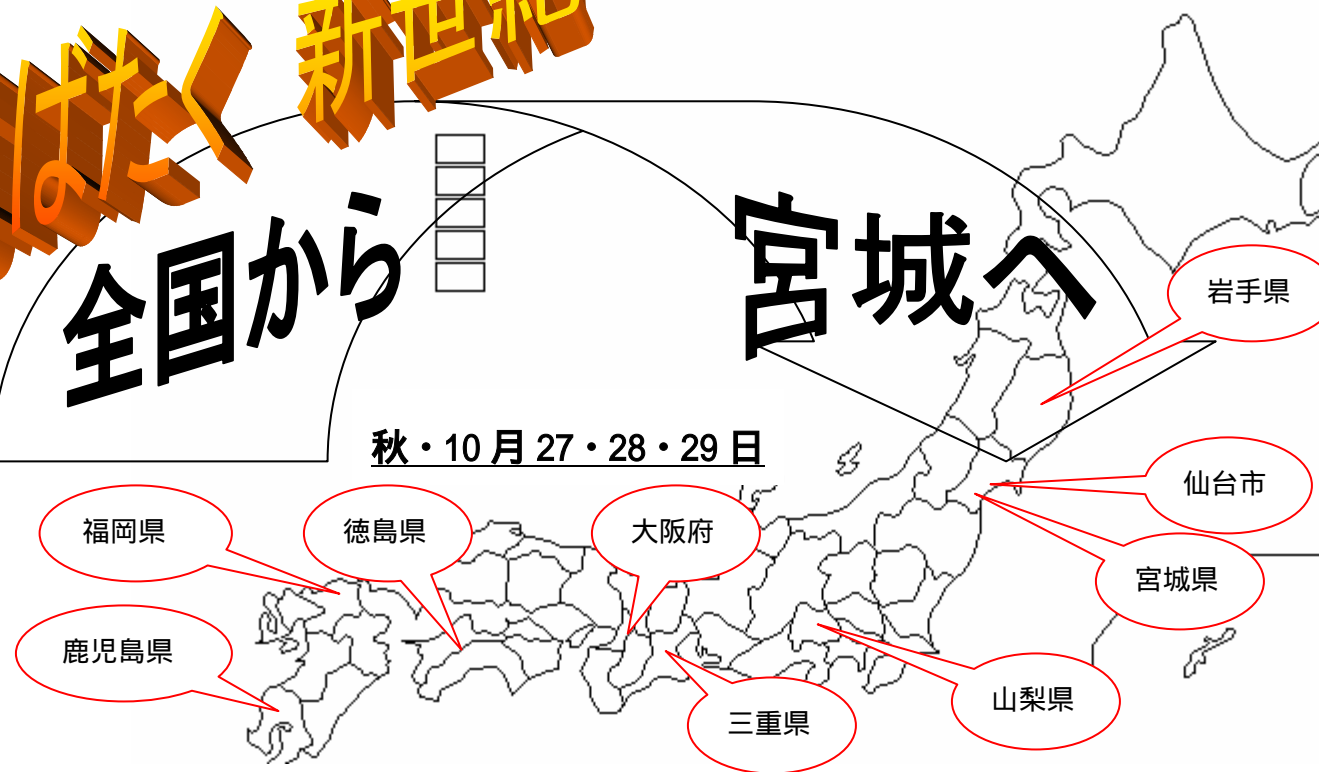 ばたく 新世紀
全国から
宮城へ
岩手県
秋・10月27・28・29日
仙台市
福岡県
徳島県
大阪府
宮城県
鹿児島県
山梨県
三重県